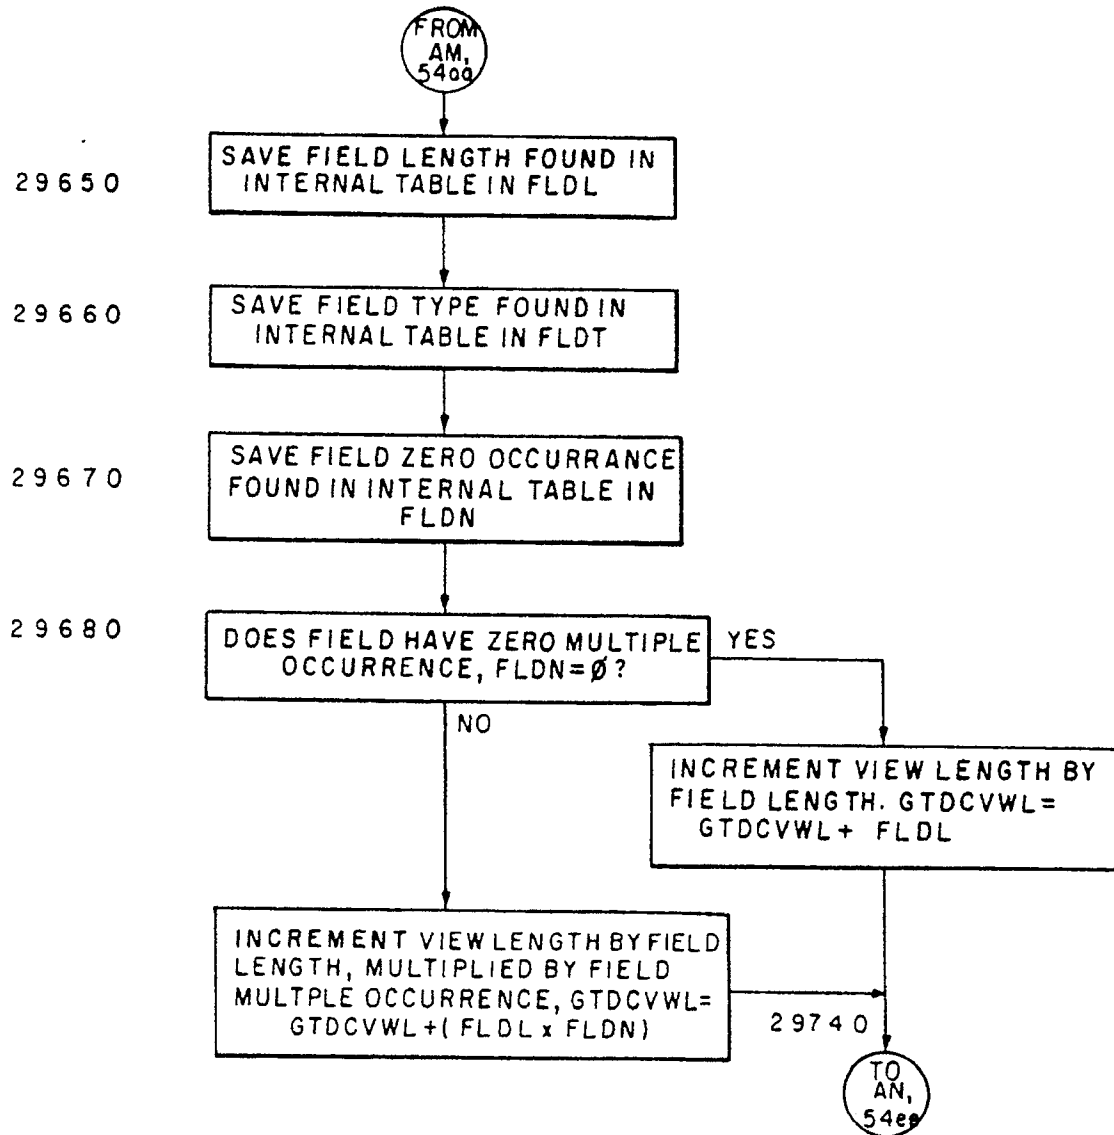 FROM
AM,
54aa
29650
SAVE FIELD LENGTH FOUND IN
INTERNAL TABLE IN FLDL
29660
SAVE FIELD TYPE FOUND IN
INTERNAL TABLE IN FLDT
29670
SAVE FIELD ZERO OCCURRANCE
FOUND IN INTERNAL TABLE IN
FLDN
29680
DOES FIELD HAVE ZERO MULTIPLE
OCCURRENCE, FLDN=Ø?
YES
NO
INCREMENT VIEW LENGTH BY
FIELD LENGTH. GTDCVWL=
GTDCVWL+ FLDL
INCREMENT VIEW LENGTH BY FIELD
LENGTH, MULTIPLIED BY FIELD
MULTPLE OCCURRENCE, GTDCVWL=
GTDCVWL+(FLDL x FLDN)
29740
TO
AN,
54ee